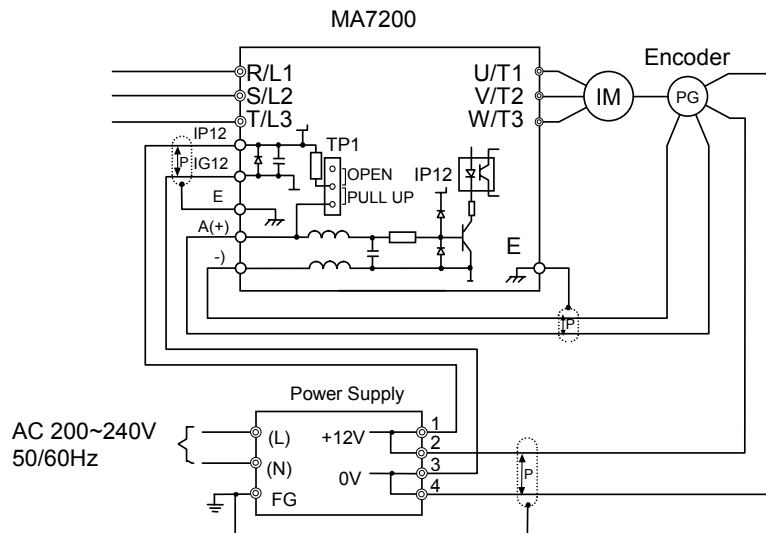 MA7200
Encoder
R/L1
U/T1
S/L2
V/T2
IM
PG
T/L3
W/T3
IP12
TP1
P
IG12
OPEN
IP12
PULL UP
E
A(+)
E
-)
P
Power Supply
AC 200~240V
50/60Hz
(L)
+12V
1
2
(N)
0V
3
4
P
FG